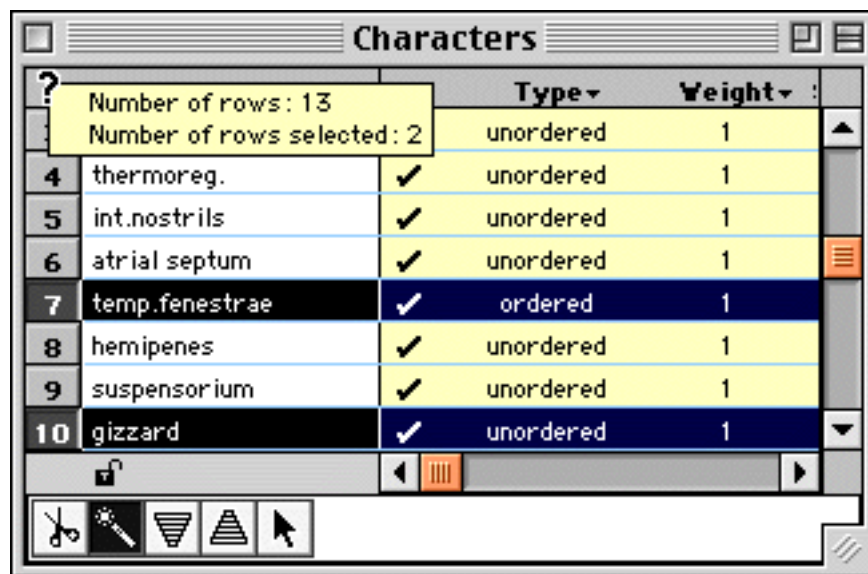 Characters
?
Number of rows: 13
Number of rows selected: 2
Type Weight
unordered 1
4 thermoreg. ✓ unordered 1
5 int.nostrils ✓ unordered 1
6 atrial septum ✓ unordered 1
7 temp.fenestrae ✓ ordered 1
8 hemipenes ✓ unordered 1
9 suspensorium ✓ unordered 1
10 gizzard ✓ unordered 1